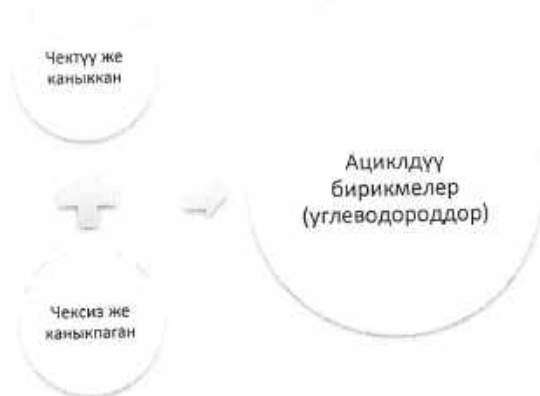 Чектүү же
каныккан
Ациклдүү
бирикмелер
(углеводороддор)
Чексиз же
каныкпаган